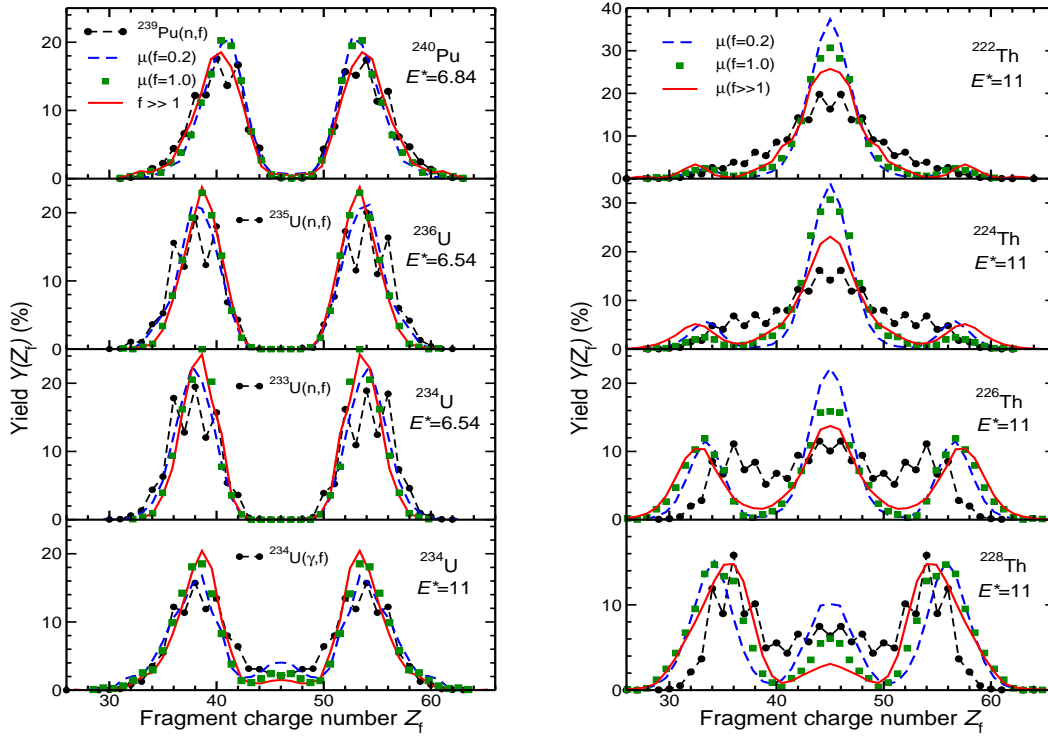 Yield Y(Z_f) (%)
²³⁹Pu(n,f)
μ(f=0.2)
μ(f=1.0)
f >> 1
²⁴⁰Pu
E*=6.84
20
10
0
²³⁵U(n,f)
²³⁶U
E*=6.54
20
10
0
²³³U(n,f)
²³⁴U
E*=6.54
20
10
0
²³⁴U(γ,f)
²³⁴U
E*=11
20
10
0
30 40 50 60
Fragment charge number Z_f
Yield Y(Z_f) (%)
μ(f=0.2)
μ(f=1.0)
μ(f>>1)
²²²Th
E*=11
40
30
20
10
0
²²⁴Th
E*=11
30
20
10
0
²²⁶Th
E*=11
20
10
0
²²⁸Th
E*=11
10
0
30 40 50 60
Fragment charge number Z_f